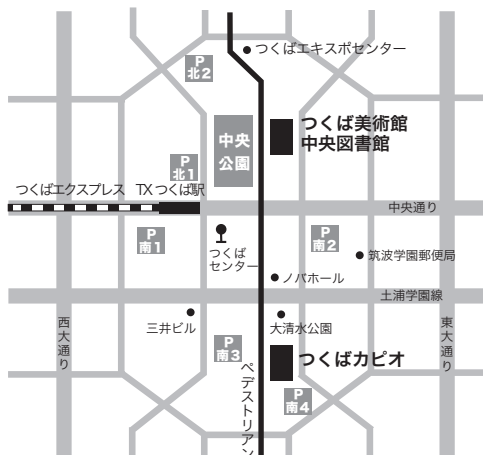 つくばエキスポセンター
P
北2
つくば美術館
中央図書館
中央
公園
P
北1
つくばエクスプレス
TXつくば駅
中央通り
P
南1
つくば
センター
P
南2
筑波学園郵便局
ノバホール
土浦学園線
三井ビル
大清水公園
西大通り
東大通り
P
南3
つくばカピオ
P
南4
ペデストリアン